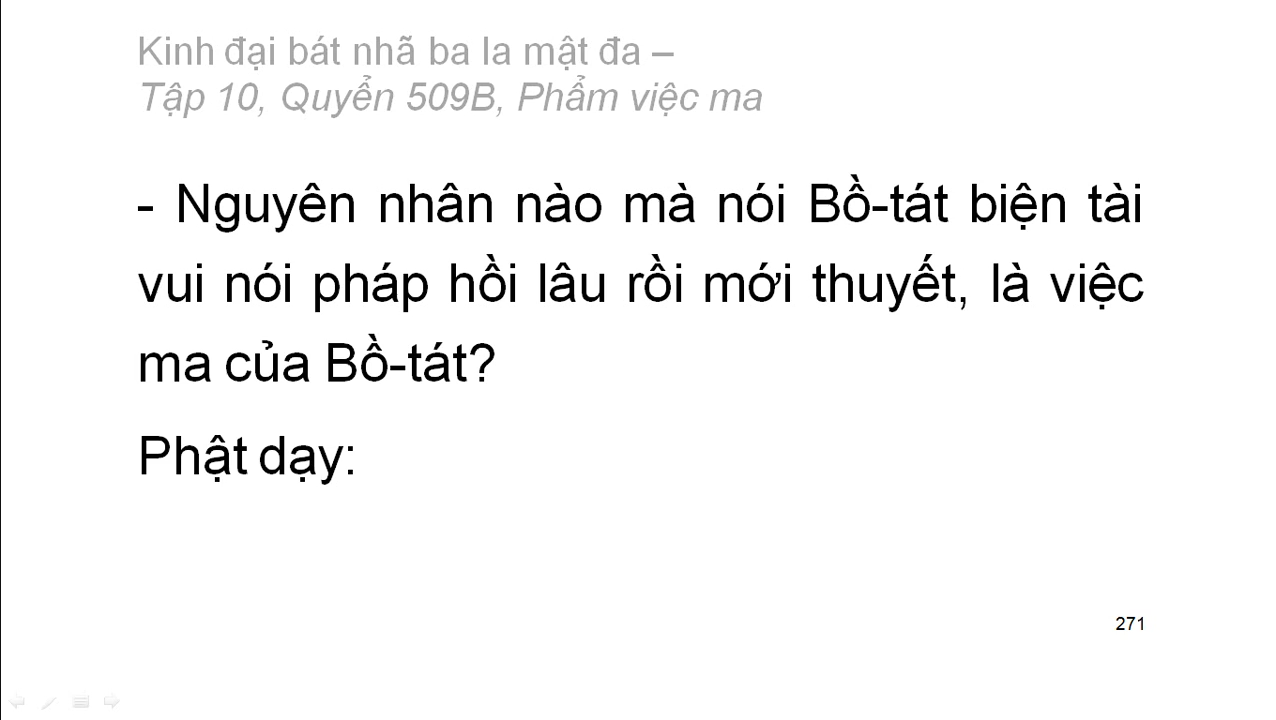 Kinh đại bát nhã ba la mật đa –
Tập 10, Quyển 509B, Phẩm việc ma
- Nguyên nhân nào mà nói Bồ-tát biện tài
vui nói pháp hồi lâu rồi mới thuyết, là việc
ma của Bồ-tát?
Phật dạy:
271